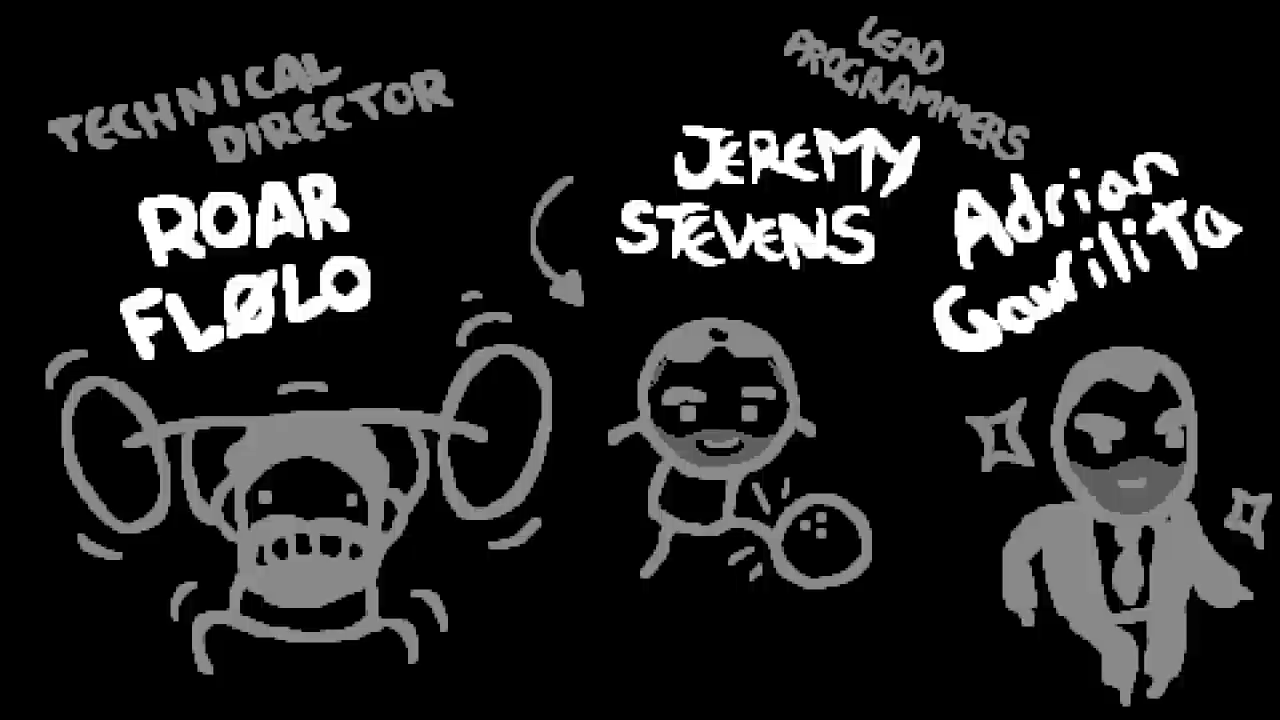 TECHNICAL
DIRECTOR
ROAR
FLØLO
LEAD
PROGRAMMERS
JEREMY
STEVENS
Adrian
Gavrilita